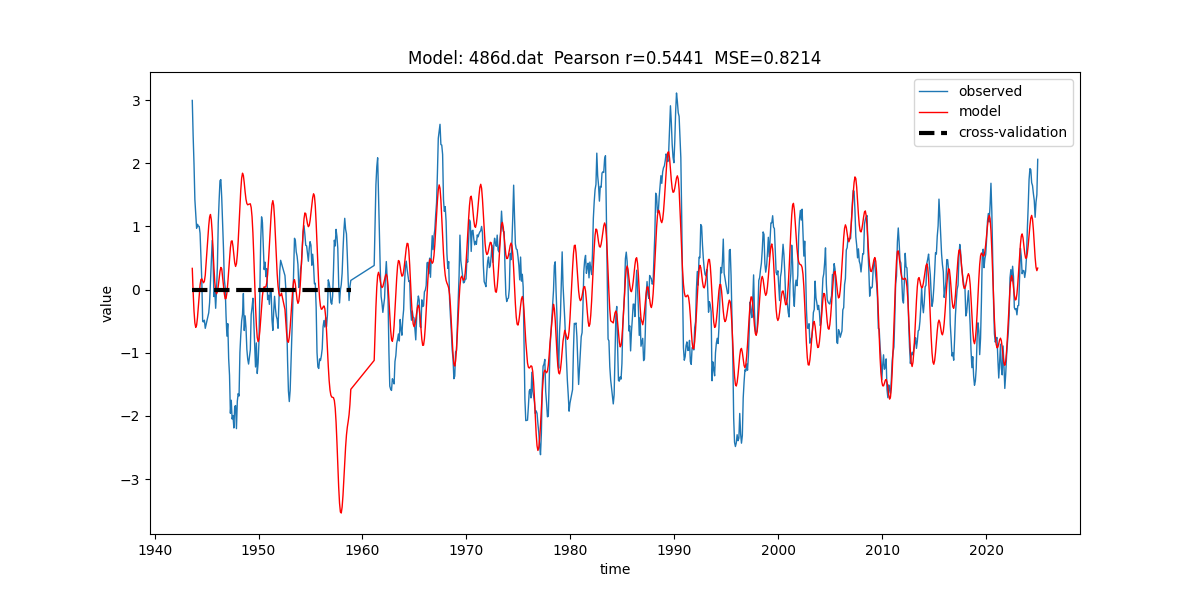 Model: 486d.dat  Pearson r=0.5441  MSE=0.8214
observed
model
cross-validation
value
3
2
1
0
−1
−2
−3
1940 1950 1960 1970 1980 1990 2000 2010 2020
time